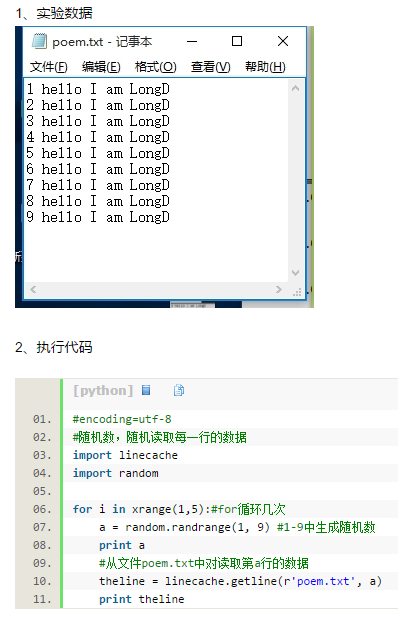 1、实验数据
poem.txt - 记事本
文件(F) 编辑(E) 格式(O) 查看(V) 帮助(H)
1 hello I am LongD
2 hello I am LongD
3 hello I am LongD
4 hello I am LongD
5 hello I am LongD
6 hello I am LongD
7 hello I am LongD
8 hello I am LongD
9 hello I am LongD
2、执行代码
[python]
01. #encoding=utf-8
02. #随机数，随机读取每一行的数据
03. import linecache
04. import random
05.
06. for i in xrange(1,5):#for循环几次
07. a = random.randrange(1, 9) #1-9中生成随机数
08. print a
09. #从文件poem.txt中对读取第a行的数据
10. theline = linecache.getline(r'poem.txt', a)
11. print theline